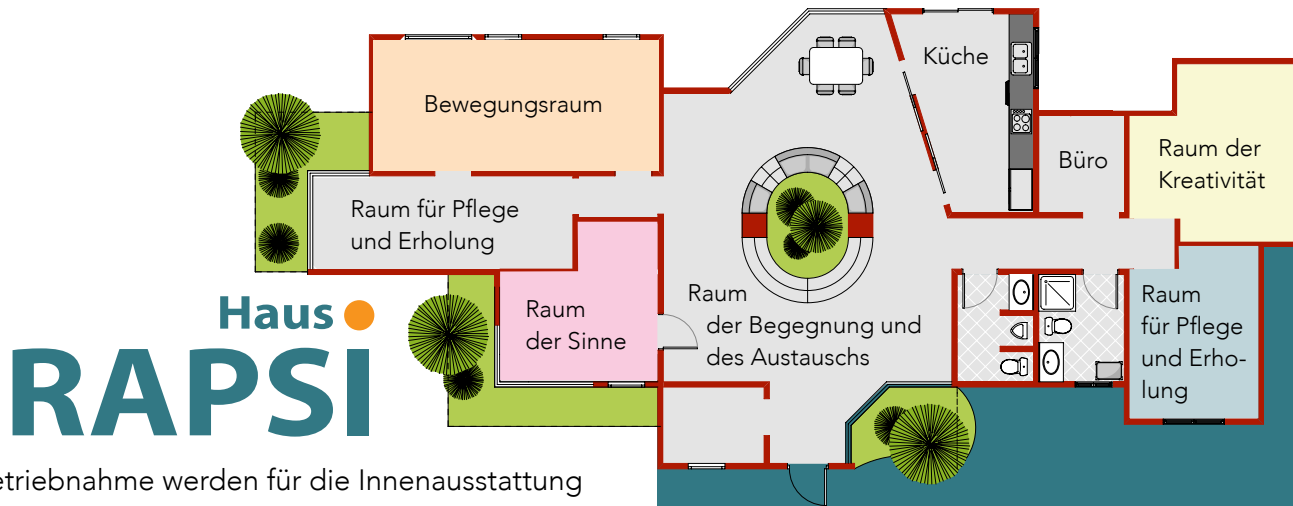 Küche
Bewegungsraum
Büro
Raum der
Kreativität
Raum für Pflege
und Erholung
Raum
der Sinne
Raum
der Begegnung und
des Austauschs
Raum
für Pflege
und Erho-
lung
Haus
RAPSI
etriebnahme werden für die Innenausstattung